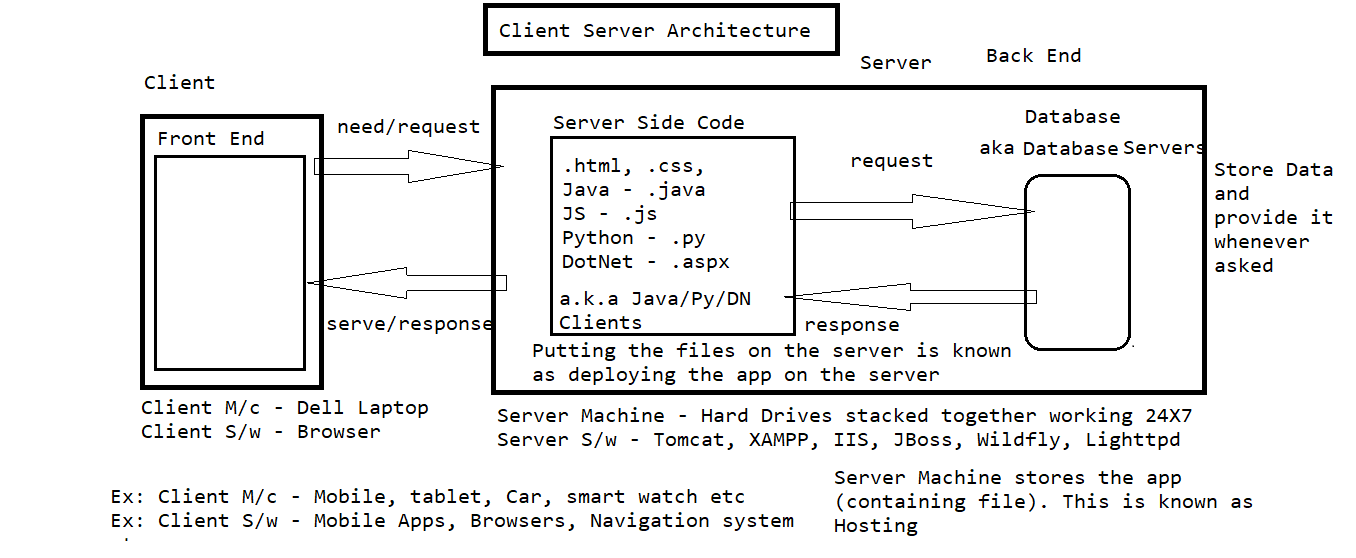 Client Server Architecture
Server
Back End
Client
Front End
need/request
serve/response
Server Side Code
.html, .css,
Java - .java
JS - .js
Python - .py
DotNet - .aspx
a.k.a Java/Py/DN
Clients
request
response
Database
aka Database Servers
Store Data
and
provide it
whenever
asked
Putting the files on the server is known
as deploying the app on the server
Client M/c - Dell Laptop
Client S/w - Browser
Server Machine - Hard Drives stacked together working 24X7
Server S/w - Tomcat, XAMPP, IIS, JBoss, Wildfly, Lighttpd
Ex: Client M/c - Mobile, tablet, Car, smart watch etc
Ex: Client S/w - Mobile Apps, Browsers, Navigation system
Server Machine stores the app
(containing file). This is known as
Hosting